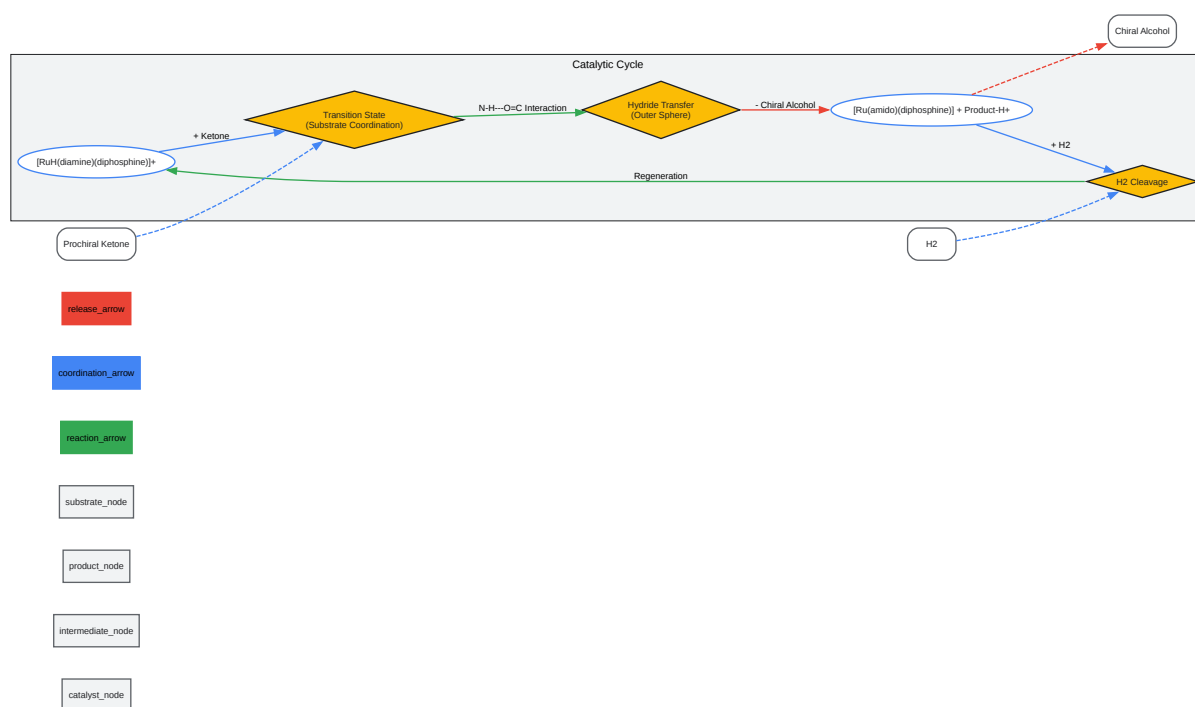 Chiral Alcohol
Catalytic Cycle
N-H---O=C Interaction
Hydride Transfer
(Outer Sphere)
- Chiral Alcohol
[Ru(amido)(diphosphine)] + Product-H+
Transition State
(Substrate Coordination)
+ Ketone
+ H2
[RuH(diamine)(diphosphine)]+
Regeneration
H2 Cleavage
Prochiral Ketone
H2
release_arrow
coordination_arrow
reaction_arrow
substrate_node
product_node
intermediate_node
catalyst_node